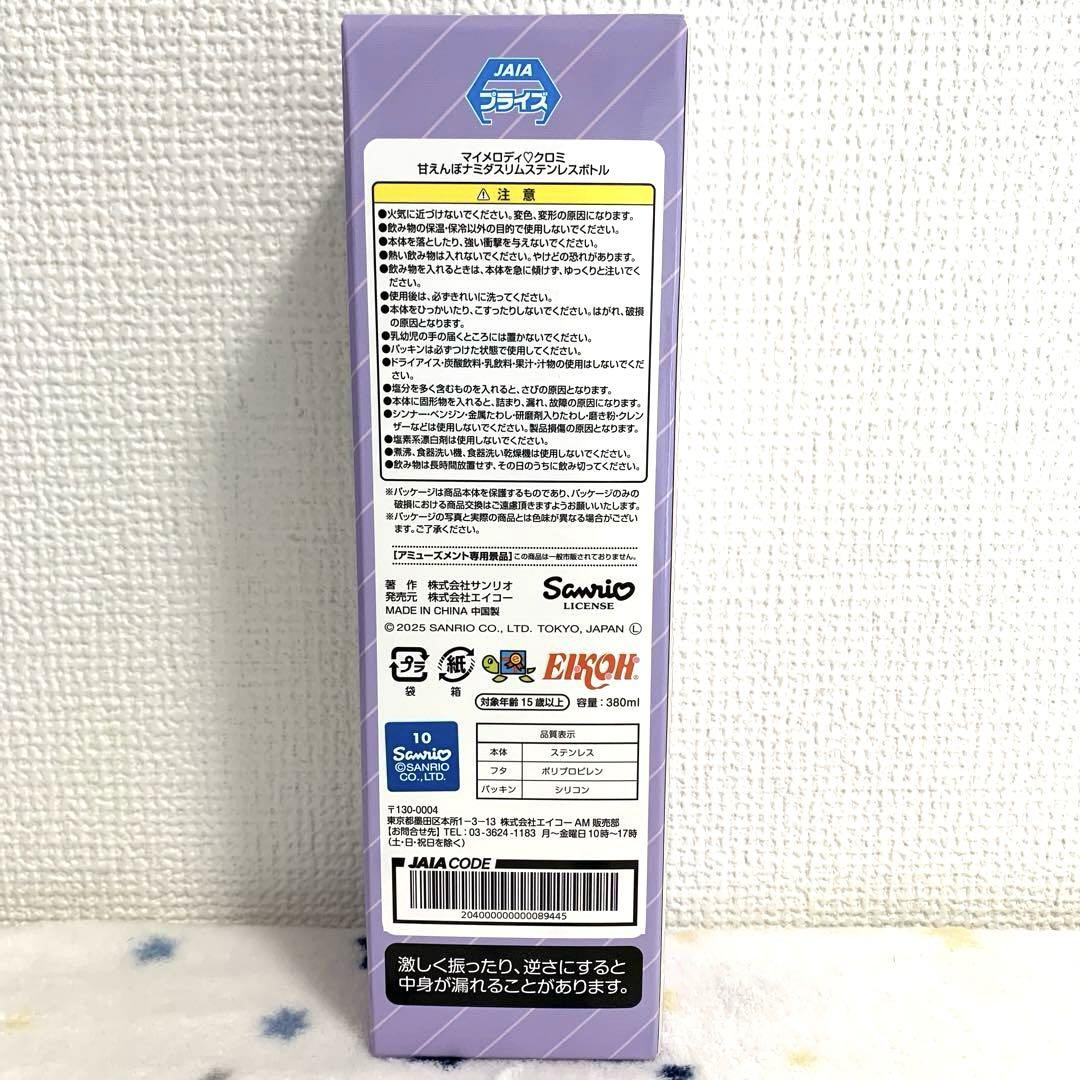 JAIA
プライズ
マイメロディ♡クロミ
甘えんぼナミダスリムステンレスボトル
⚠ 注 意
●火気に近づけないでください。変色、変形の原因になります。
●飲み物の保温・保冷以外の目的で使用しないでください。
●本体を落としたり、強い衝撃を与えないでください。
●熱い飲み物は入れないでください。やけどの恐れがあります。
●飲み物を入れるときは、本体を急に傾けず、ゆっくりと注いでく
ださい。
●使用後は、必ずきれいに洗ってください。
●本体をひっかいたり、こすったりしないでください。はがれ、破損
の原因となります。
●乳幼児の手の届くところには置かないでください。
●パッキンは必ずつけた状態で使用してください。
●ドライアイス・炭酸飲料・乳飲料・果汁・汁物の使用はしないでくだ
さい。
●塩分を多く含むものを入れると、さびの原因となります。
●本体に固形物を入れると、詰まり、漏れ、故障の原因になります。
●シンナー・ベンジン・金属たわし・研磨剤入りたわし・磨き粉・クレン
ザーなどは使用しないでください。製品損傷の原因となります。
●塩素系漂白剤は使用しないでください。
●煮沸、食器洗い機、食器洗い乾燥機は使用しないでください。
●飲み物は長時間放置せず、その日のうちに飲み切ってください。
※パッケージは商品本体を保護するものであり、パッケージのみの
破損における商品交換はご遠慮頂きますようお願いいたします。
※パッケージの写真と実際の商品とは色味が異なる場合がござい
ます。ご了承ください。
【アミューズメント専用景品】この商品は一般市販されておりません。
著 作 株式会社サンリオ
発売元 株式会社エイコー
MADE IN CHINA 中国製
Sanrio
LICENSE
©2025 SANRIO CO., LTD. TOKYO, JAPAN Ⓛ
プラ
袋
紙
箱
EIKOH
対象年齢15歳以上 容量：380ml
10
Sanrio
©SANRIO
CO.,LTD.
品質表示
本体 ステンレス
フタ ポリプロピレン
パッキン シリコン
〒130-0004
東京都墨田区本所1-3-13 株式会社エイコー AM 販売部
【お問合せ先】TEL：03-3624-1183 月〜金曜日10時〜17時
（土・日・祝日を除く）
JAIA CODE
204000000000089445
激しく振ったり、逆さにすると
中身が漏れることがあります。